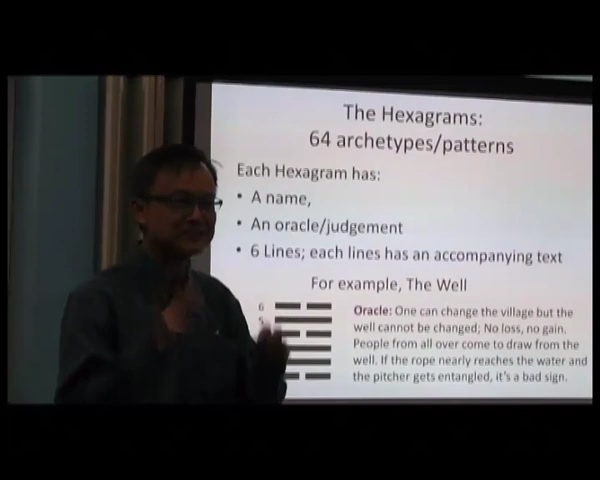 The Hexagrams:
64 archetypes/patterns
Each Hexagram has:
• A name,
• An oracle/judgement
• 6 Lines; each lines has an accompanying text
For example, The Well
6
5
Oracle: One can change the village but the
well cannot be changed; No loss, no gain.
People from all over come to draw from the
well. If the rope nearly reaches the water and
the pitcher gets entangled, it's a bad sign.